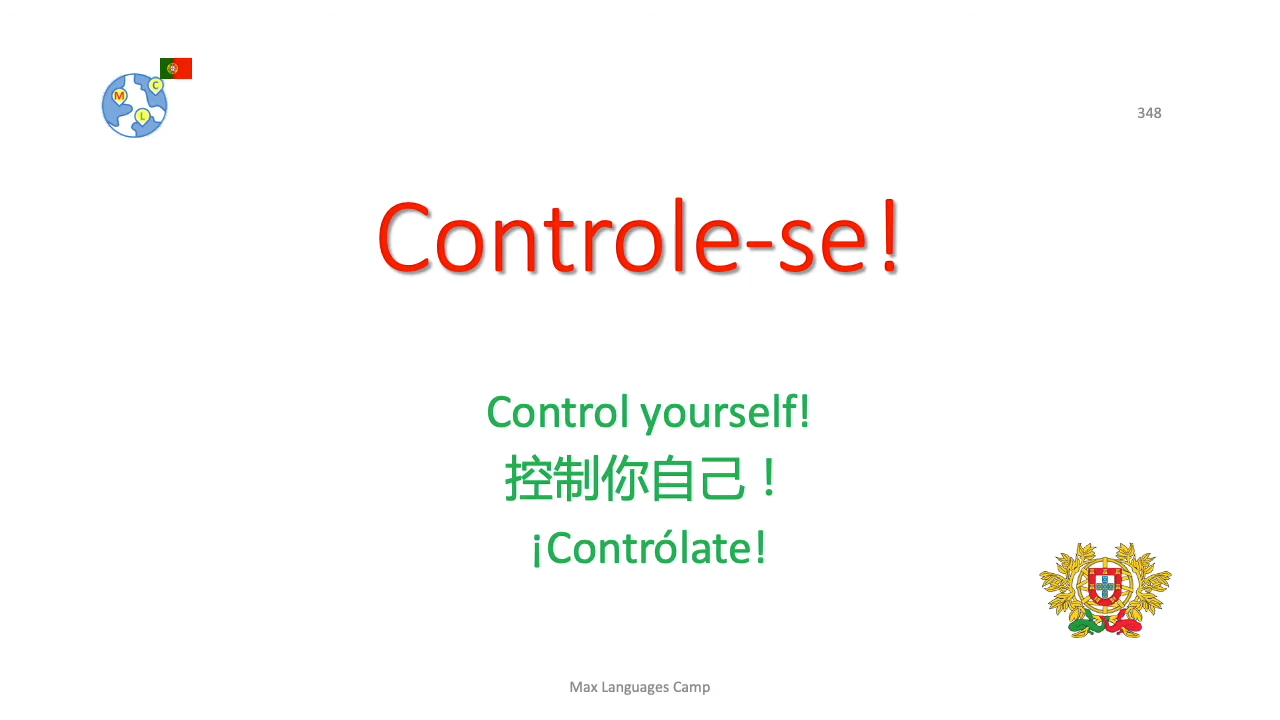 M C L
348
Controle-se!
Control yourself!
控制你自己！
¡Contrólate!
Max Languages Camp